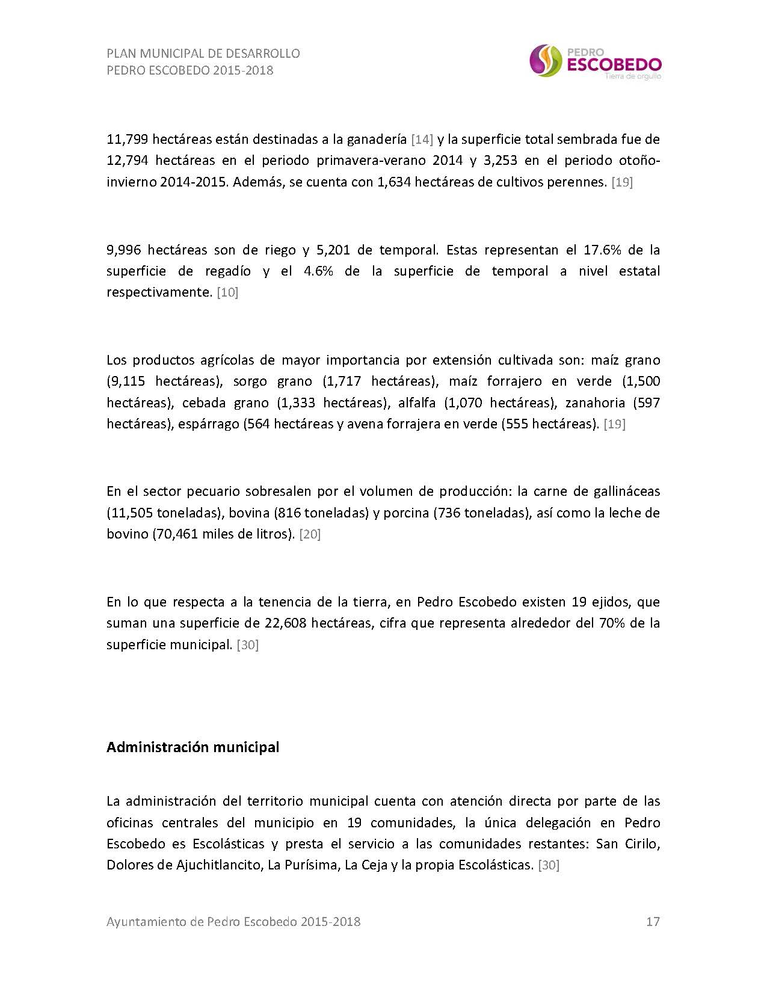 PLAN MUNICIPAL DE DESARROLLO
PEDRO ESCOBEDO 2015-2018
PEDRO
ESCOBEDO
Tierra de orgullo
11,799 hectáreas están destinadas a la ganadería [14] y la superficie total sembrada fue de
12,794 hectáreas en el periodo primavera-verano 2014 y 3,253 en el periodo otoño-
invierno 2014-2015. Además, se cuenta con 1,634 hectáreas de cultivos perennes. [19]
9,996 hectáreas son de riego y 5,201 de temporal. Estas representan el 17.6% de la
superficie de regadío y el 4.6% de la superficie de temporal a nivel estatal
respectivamente. [10]
Los productos agrícolas de mayor importancia por extensión cultivada son: maíz grano
(9,115 hectáreas), sorgo grano (1,717 hectáreas), maíz forrajero en verde (1,500
hectáreas), cebada grano (1,333 hectáreas), alfalfa (1,070 hectáreas), zanahoria (597
hectáreas), espárrago (564 hectáreas y avena forrajera en verde (555 hectáreas). [19]
En el sector pecuario sobresalen por el volumen de producción: la carne de gallináceas
(11,505 toneladas), bovina (816 toneladas) y porcina (736 toneladas), así como la leche de
bovino (70,461 miles de litros). [20]
En lo que respecta a la tenencia de la tierra, en Pedro Escobedo existen 19 ejidos, que
suman una superficie de 22,608 hectáreas, cifra que representa alrededor del 70% de la
superficie municipal. [30]
Administración municipal
La administración del territorio municipal cuenta con atención directa por parte de las
oficinas centrales del municipio en 19 comunidades, la única delegación en Pedro
Escobedo es Escolásticas y presta el servicio a las comunidades restantes: San Cirilo,
Dolores de Ajuchitlancito, La Purísima, La Ceja y la propia Escolásticas. [30]
Ayuntamiento de Pedro Escobedo 2015-2018 17